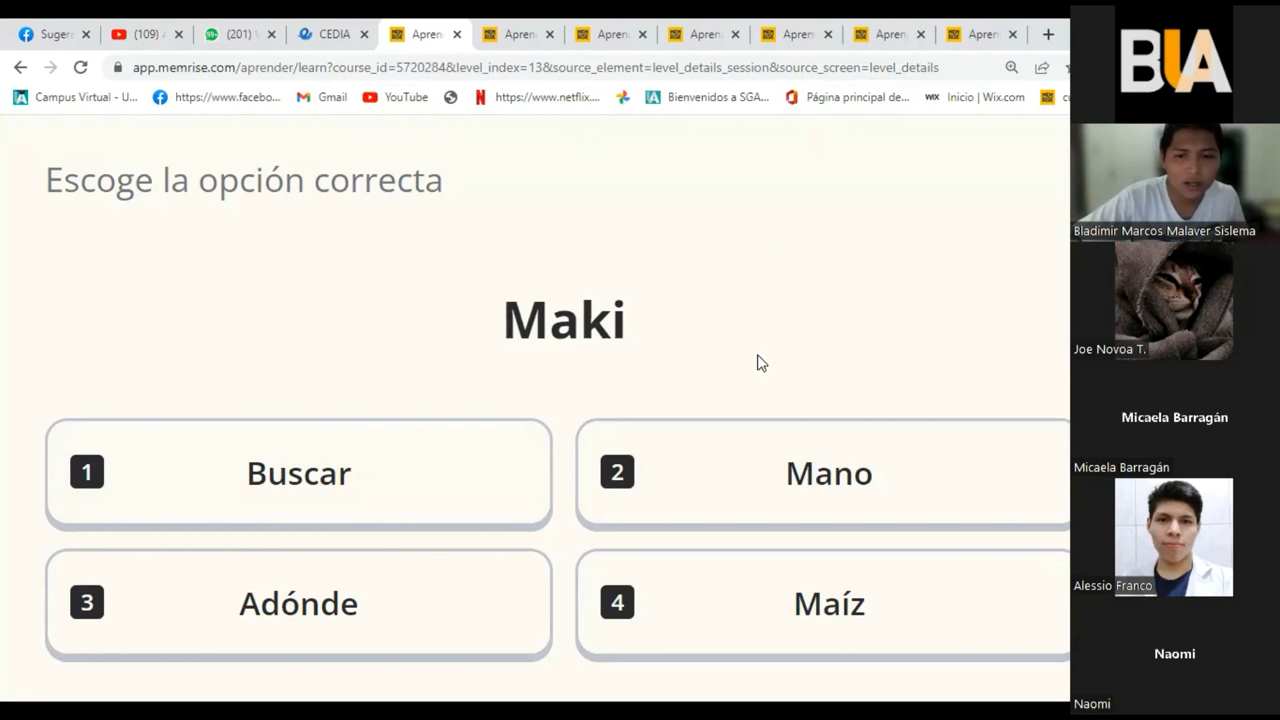 Suger
(109)
(201)
CEDIA
Apren
Apren
Apren
Apren
Apren
Apren
Apren
app.memrise.com/aprender/learn?course_id=5720284&level_index=13&source_element=level_details_session&source_screen=level_details
Campus Virtual - U...
https://www.facebo...
Gmail
YouTube
https://www.netflix....
Bienvenidos a SGA...
Página principal de...
WIX
Inicio | Wix.com
Escoge la opción correcta
Maki
1 Buscar
2 Mano
3 Adónde
4 Maíz
BUA
Bladimir Marcos Malaver Sislema
Joe Novoa T.
Micaela Barragán
Micaela Barragán
Alessio Franco
Naomi
Naomi